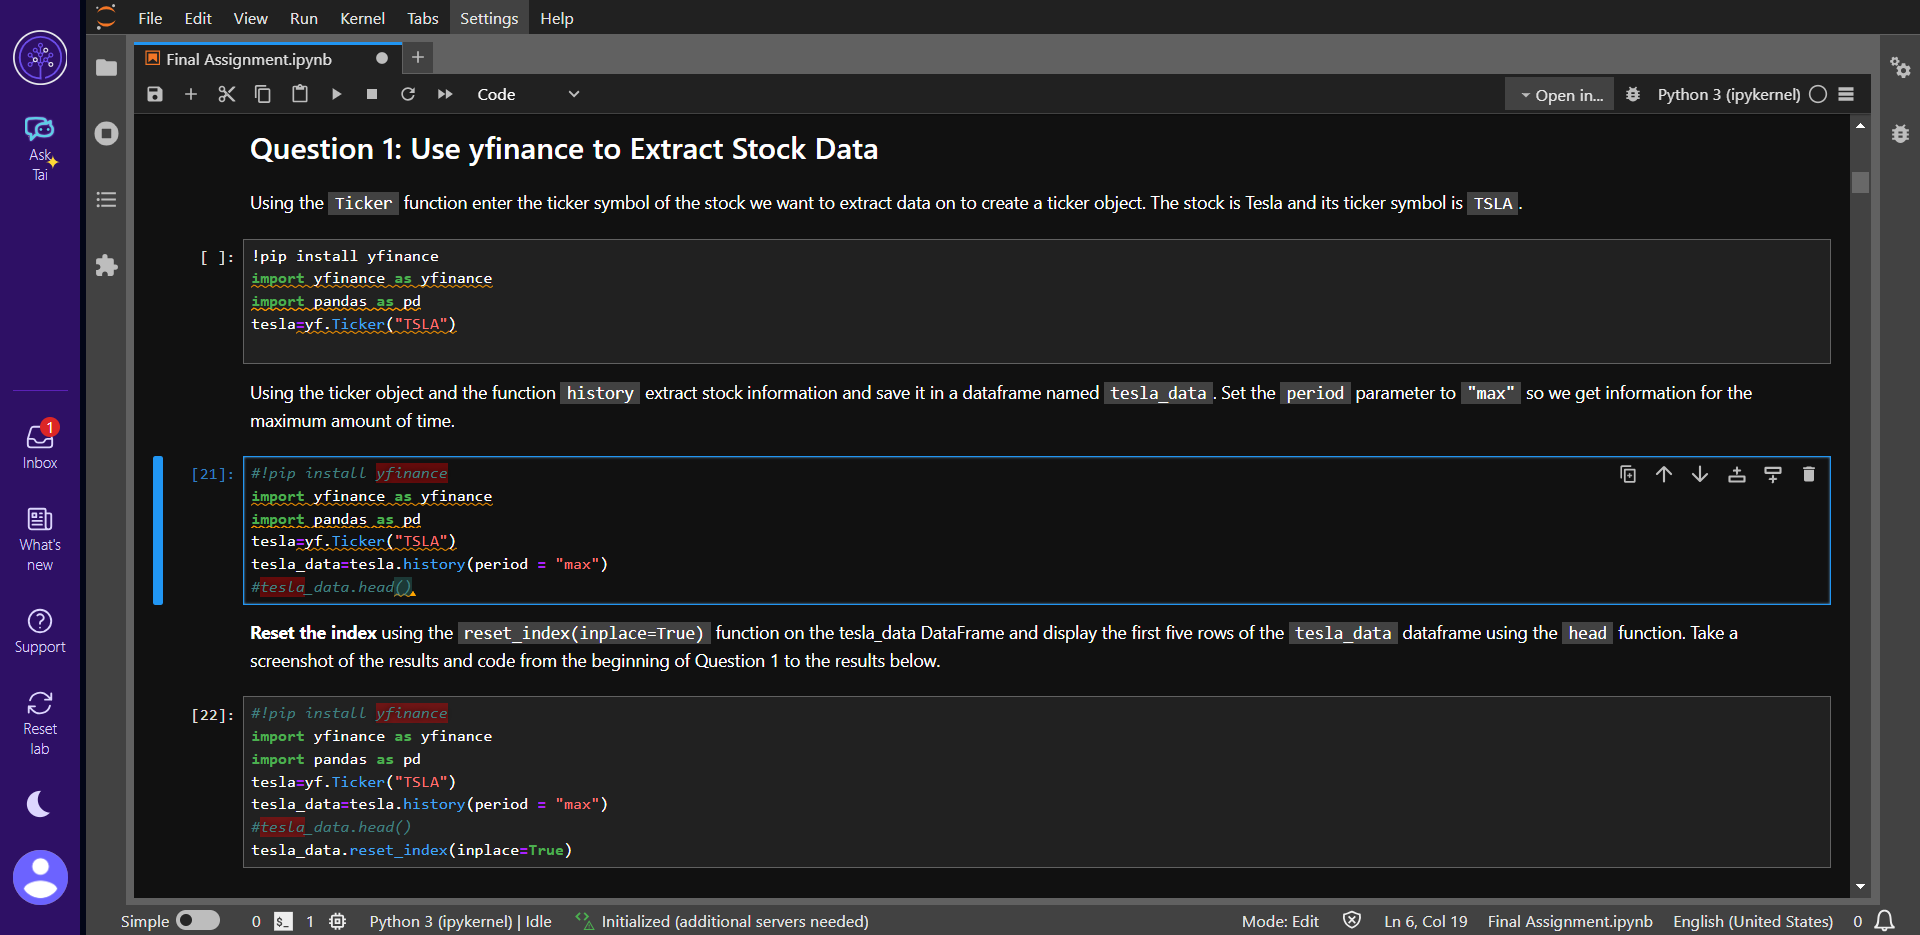 File Edit View Run Kernel Tabs Settings Help
Final Assignment.ipynb
Code
Open in...
Python 3 (ipykernel)
Ask
Tai
1
Inbox
What's
new
Support
Reset
lab
Question 1: Use yfinance to Extract Stock Data
Using the Ticker function enter the ticker symbol of the stock we want to extract data on to create a ticker object. The stock is Tesla and its ticker symbol is TSLA.
[ ]:
!pip install yfinance
import yfinance as yfinance
import pandas as pd
tesla=yf.Ticker("TSLA")
Using the ticker object and the function history extract stock information and save it in a dataframe named tesla_data. Set the period parameter to "max" so we get information for the
maximum amount of time.
[21]:
#!pip install yfinance
import yfinance as yfinance
import pandas as pd
tesla=yf.Ticker("TSLA")
tesla_data=tesla.history(period = "max")
#tesla_data.head()
Reset the index using the reset_index(inplace=True) function on the tesla_data DataFrame and display the first five rows of the tesla_data dataframe using the head function. Take a
screenshot of the results and code from the beginning of Question 1 to the results below.
[22]:
#!pip install yfinance
import yfinance as yfinance
import pandas as pd
tesla=yf.Ticker("TSLA")
tesla_data=tesla.history(period = "max")
#tesla_data.head()
tesla_data.reset_index(inplace=True)
Simple 0 $_ 1 Python 3 (ipykernel) | Idle Initialized (additional servers needed) Mode: Edit Ln 6, Col 19 Final Assignment.ipynb English (United States) 0